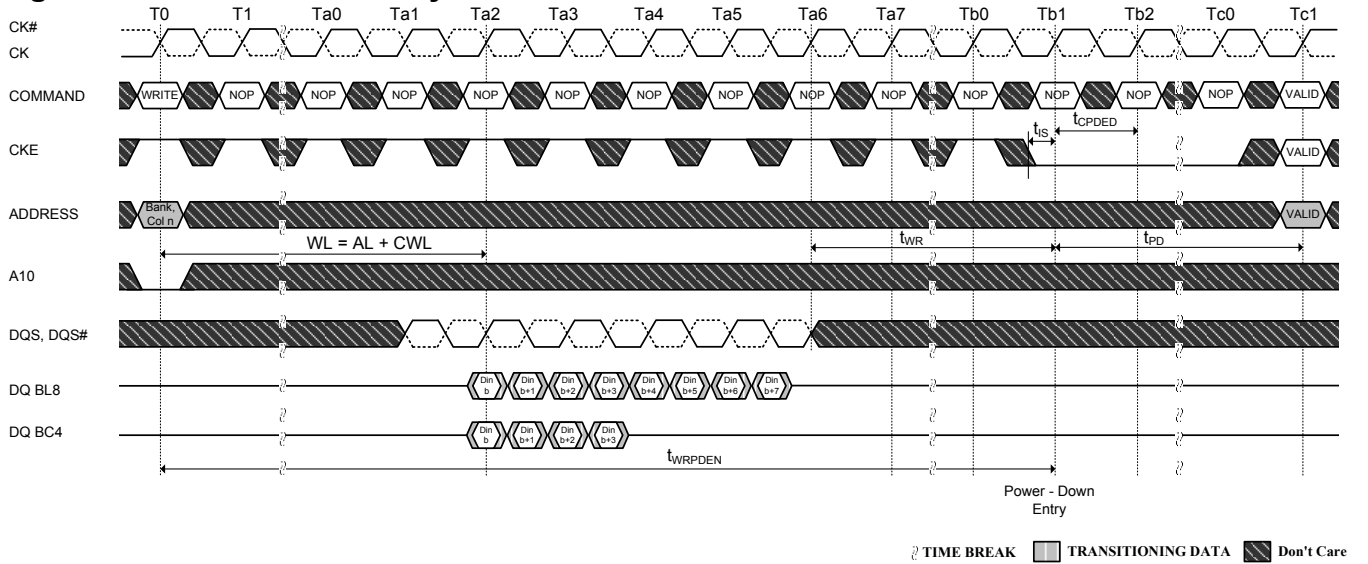 T0 T1 Ta0 Ta1 Ta2 Ta3 Ta4 Ta5 Ta6 Ta7 Tb0 Tb1 Tb2 Tc0 Tc1
CK#
CK
COMMAND WRITE NOP NOP NOP NOP NOP NOP NOP NOP NOP NOP NOP NOP NOP VALID
tIS tCPDED
CKE VALID
ADDRESS Bank, Col n VALID
WL = AL + CWL tWR tPD
A10
DQS, DQS#
DQ BL8 Din b Din b+1 Din b+2 Din b+3 Din b+4 Din b+5 Din b+6 Din b+7
DQ BC4 Din b Din b+1 Din b+2 Din b+3
tWRPDEN
Power - Down
Entry
TIME BREAK TRANSITIONING DATA Don't Care